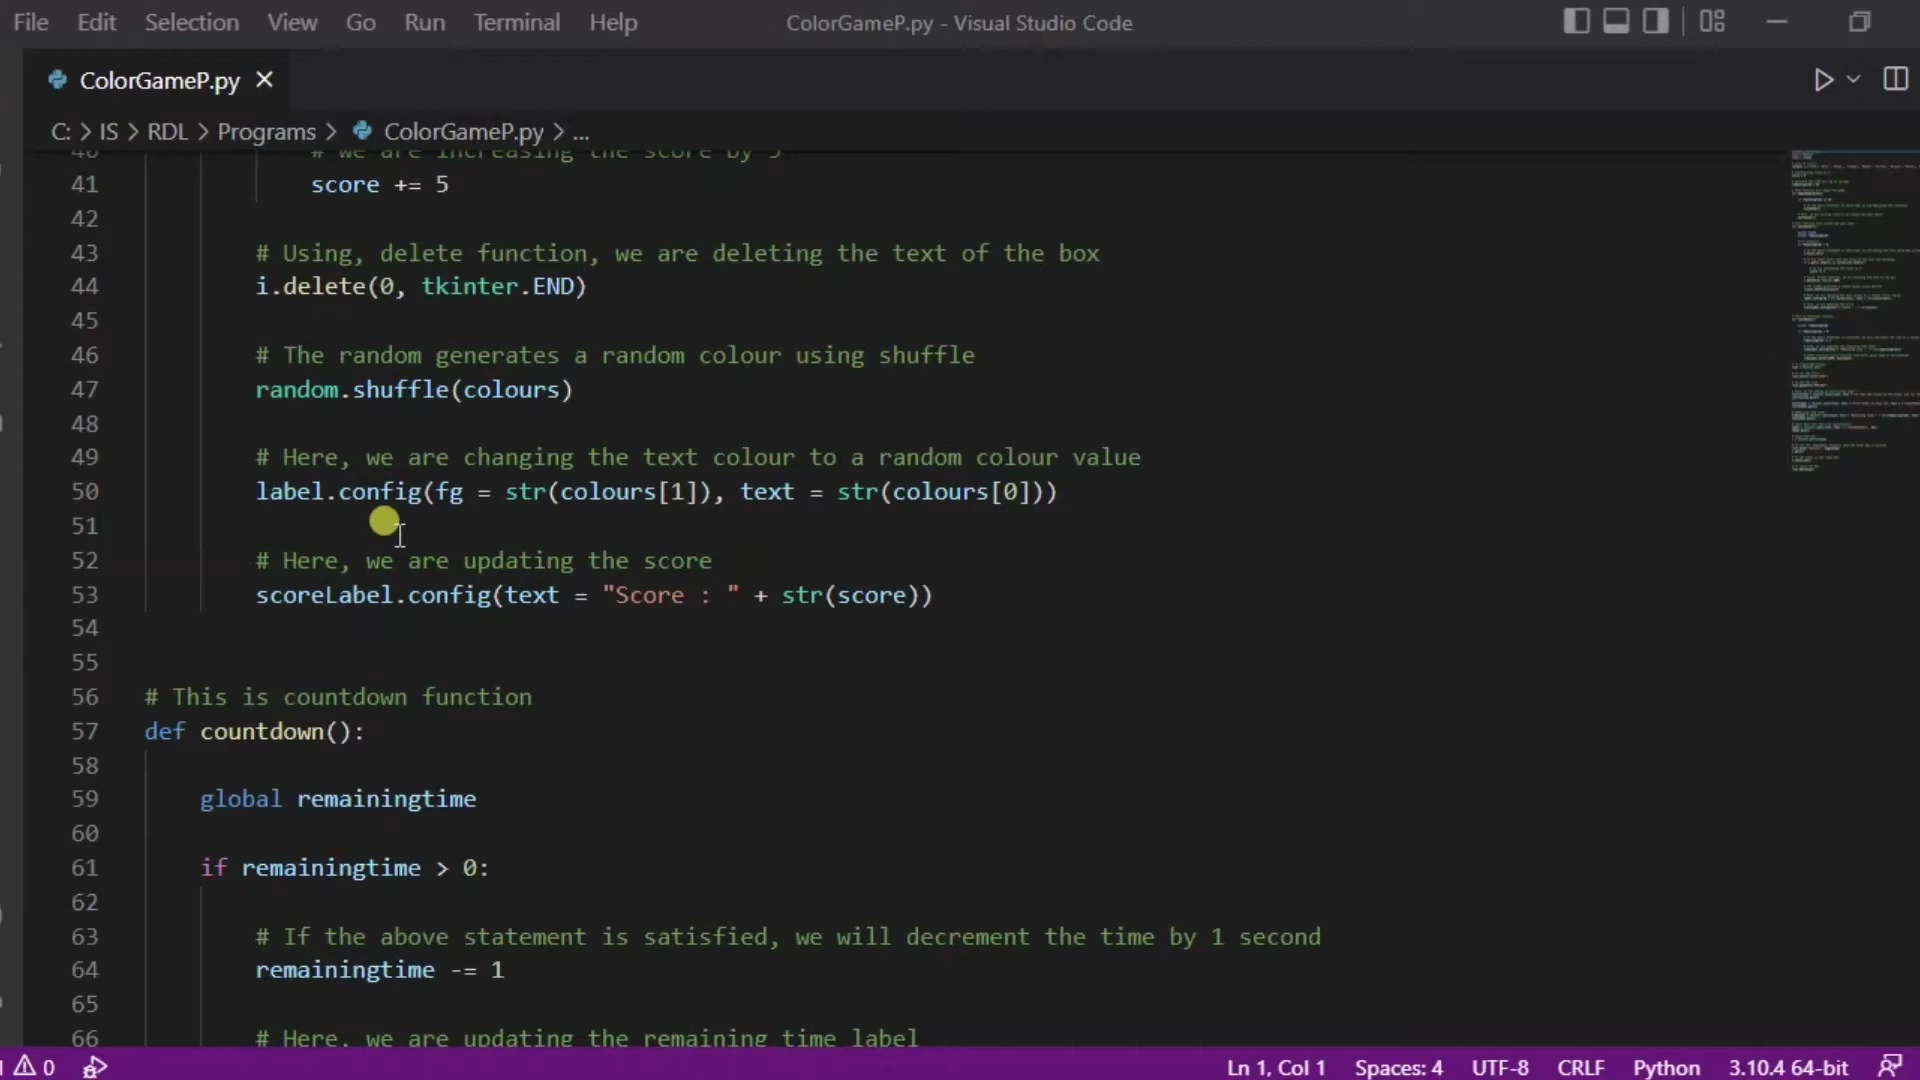 File Edit Selection View Go Run Terminal Help ColorGameP.py - Visual Studio Code
ColorGameP.py
C: > IS > RDL > Programs > ColorGameP.py > ...
40 # we are increasing the score by 5
41 score += 5
42
43 # Using, delete function, we are deleting the text of the box
44 i.delete(0, tkinter.END)
45
46 # The random generates a random colour using shuffle
47 random.shuffle(colours)
48
49 # Here, we are changing the text colour to a random colour value
50 label.config(fg = str(colours[1]), text = str(colours[0]))
51
52 # Here, we are updating the score
53 scoreLabel.config(text = "Score : " + str(score))
54
55
56 # This is countdown function
57 def countdown():
58
59 global remainingtime
60
61 if remainingtime > 0:
62
63 # If the above statement is satisfied, we will decrement the time by 1 second
64 remainingtime -= 1
65
66 # Here, we are updating the remaining time label
0 Ln 1, Col 1 Spaces: 4 UTF-8 CRLF Python 3.10.4 64-bit